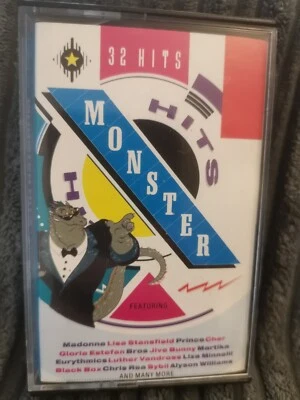 32 HITS
MONSTER
HITS
FEATURING
Madonna Lisa Stansfield Prince Cher
Gloria Estefan Bros Jive Bunny Martika
Eurythmics Luther Vandross Liza Minnelli
Black Box Chris Rea Sybil Alyson Williams
AND MANY MORE